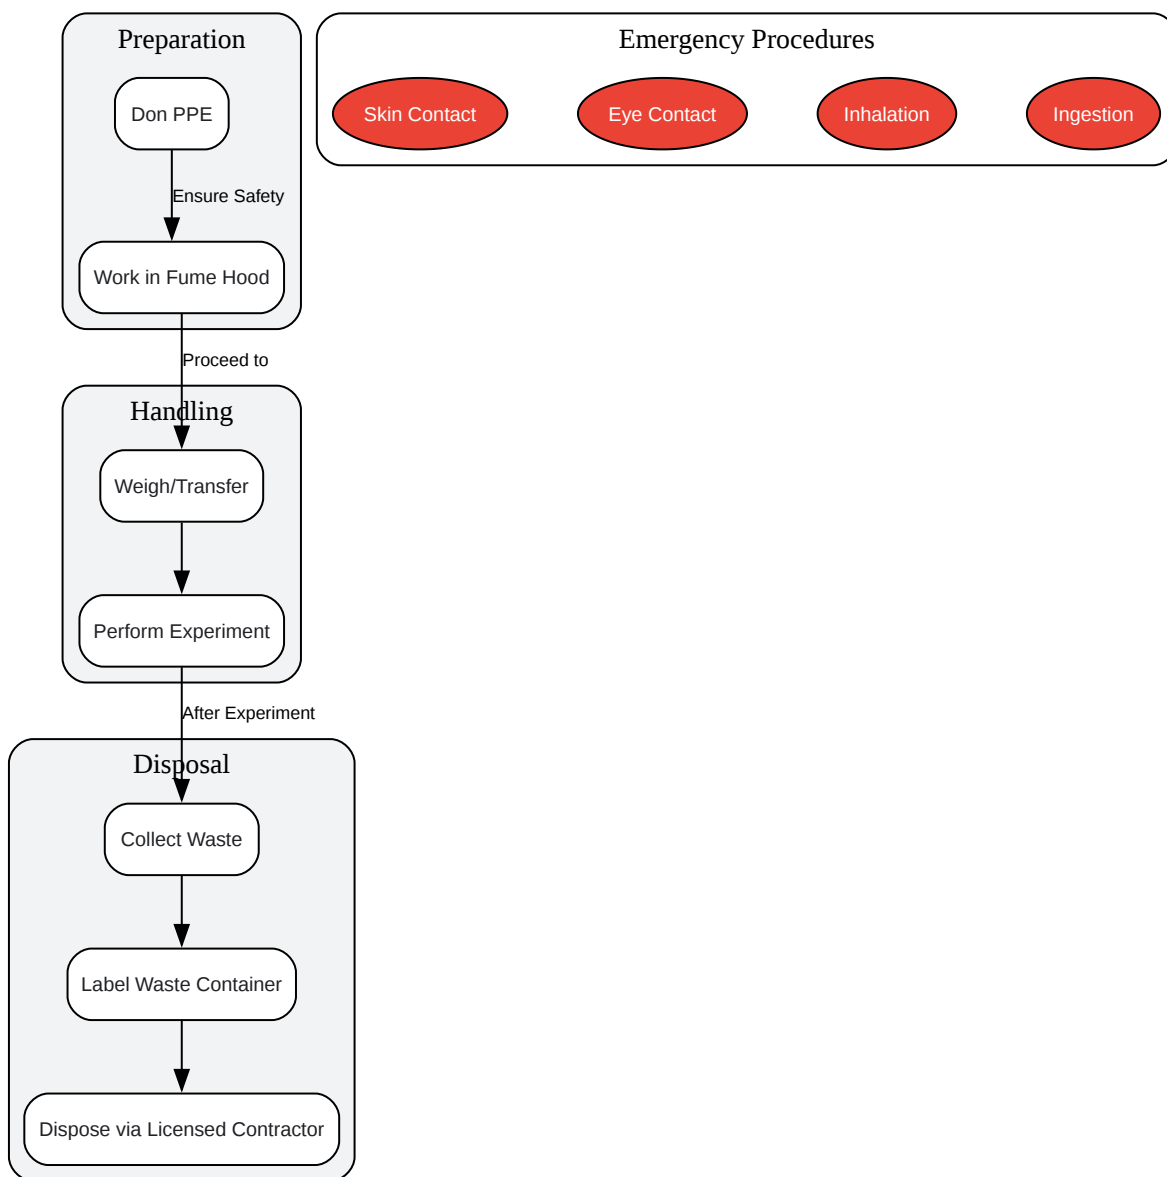 Preparation
Don PPE
Ensure Safety
Work in Fume Hood
Proceed to
Handling
Weigh/Transfer
Perform Experiment
After Experiment
Disposal
Collect Waste
Label Waste Container
Dispose via Licensed Contractor
Emergency Procedures
Skin Contact
Eye Contact
Inhalation
Ingestion